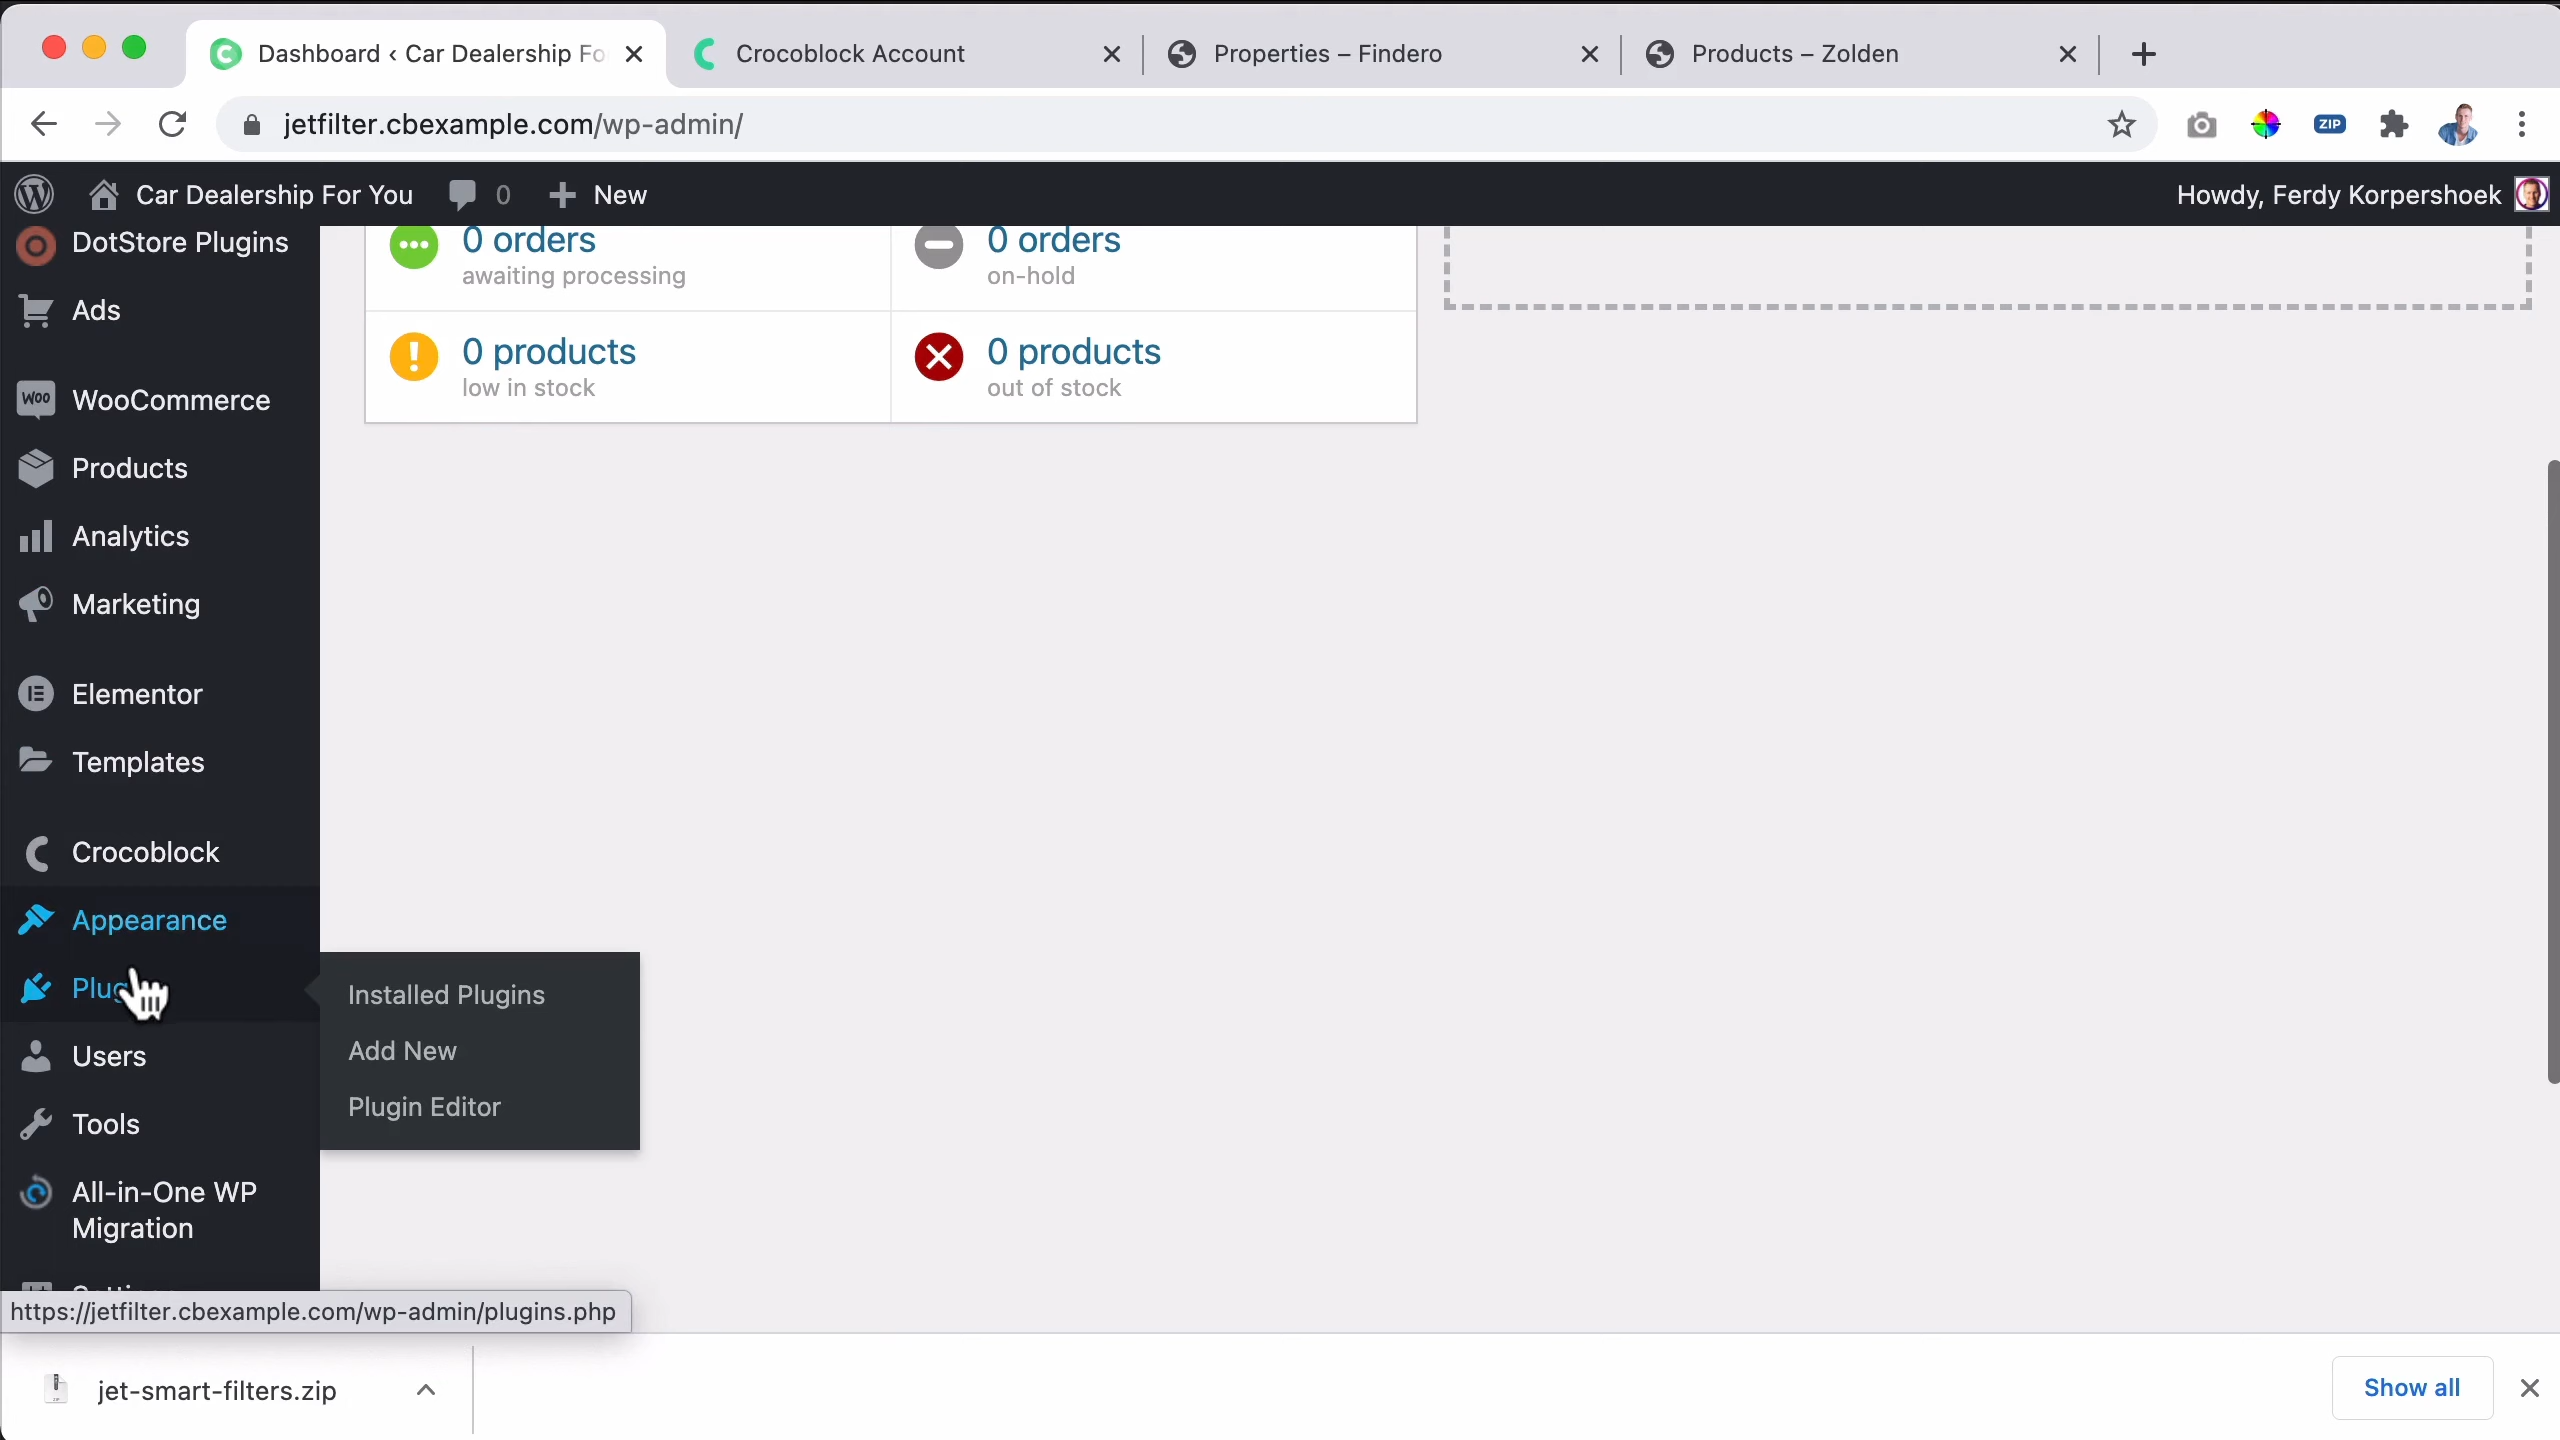 Dashboard ‹ Car Dealership Fo
Crocoblock Account
Properties – Findero
Products – Zolden
jetfilter.cbexample.com/wp-admin/
ZIP
Car Dealership For You
0
New
Howdy, Ferdy Korpershoek
DotStore Plugins
Ads
Woo
WooCommerce
Products
Analytics
Marketing
Elementor
Templates
Crocoblock
Appearance
Plug
Users
Tools
All-in-One WP
Migration
0 orders
awaiting processing
0 orders
on-hold
0 products
low in stock
0 products
out of stock
Installed Plugins
Add New
Plugin Editor
https://jetfilter.cbexample.com/wp-admin/plugins.php
jet-smart-filters.zip
Show all